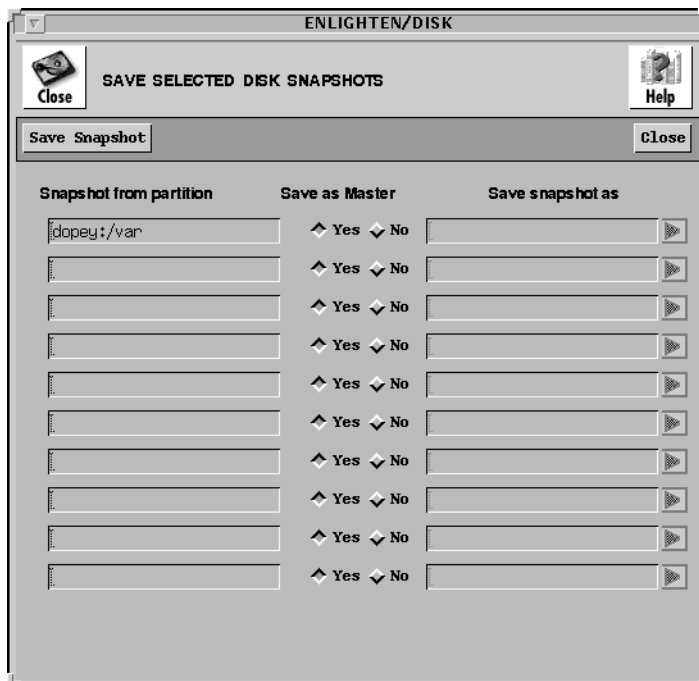 ENLIGHTEN/DISK
Close SAVE SELECTED DISK SNAPSHOTS Help
Save Snapshot Close
Snapshot from partition Save as Master Save snapshot as
dopey:/var Yes No
Yes No
Yes No
Yes No
Yes No
Yes No
Yes No
Yes No
Yes No
Yes No